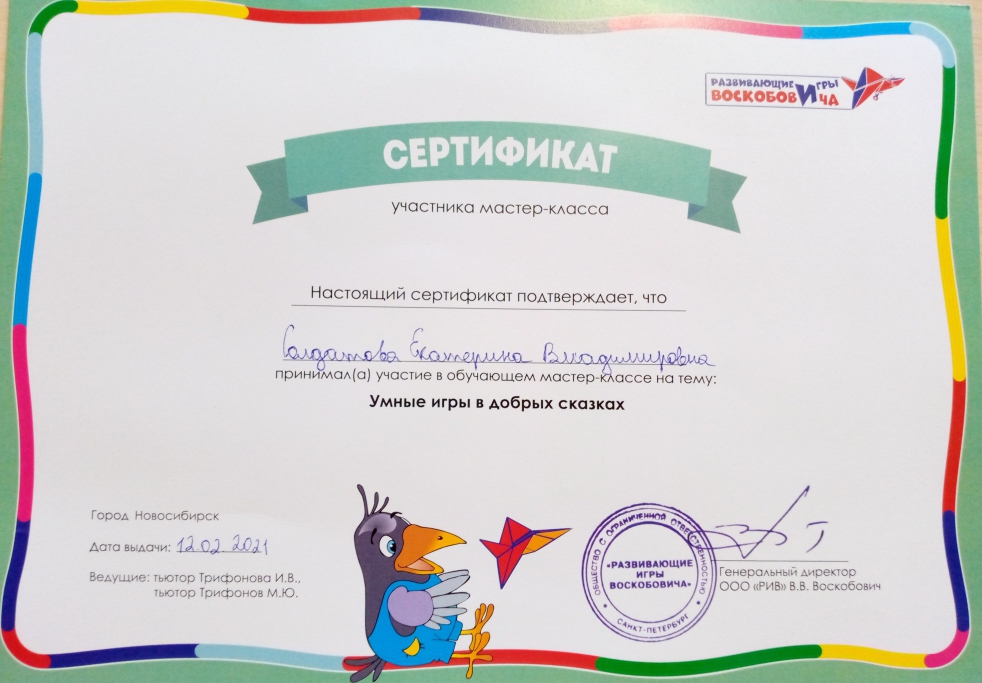 РАЗВИВАЮЩИЕ ИГРЫ
ВОСКОБОВИЧА
СЕРТИФИКАТ
участника мастер-класса
Настоящий сертификат подтверждает, что
Солдатова Екатерина Владимировна
принимал(а) участие в обучающем мастер-классе на тему:
Умные игры в добрых сказках
Город Новосибирск
Дата выдачи: 12.02.2021
Ведущие: тьютор Трифонова И.В.,
тьютор Трифонов М.Ю.
ОБЩЕСТВО С ОГРАНИЧЕННОЙ ОТВЕТСТВЕННОСТЬЮ
«РАЗВИВАЮЩИЕ
ИГРЫ
ВОСКОБОВИЧА»
САНКТ-ПЕТЕРБУРГ
Генеральный директор
ООО «РИВ» В.В. Воскобович